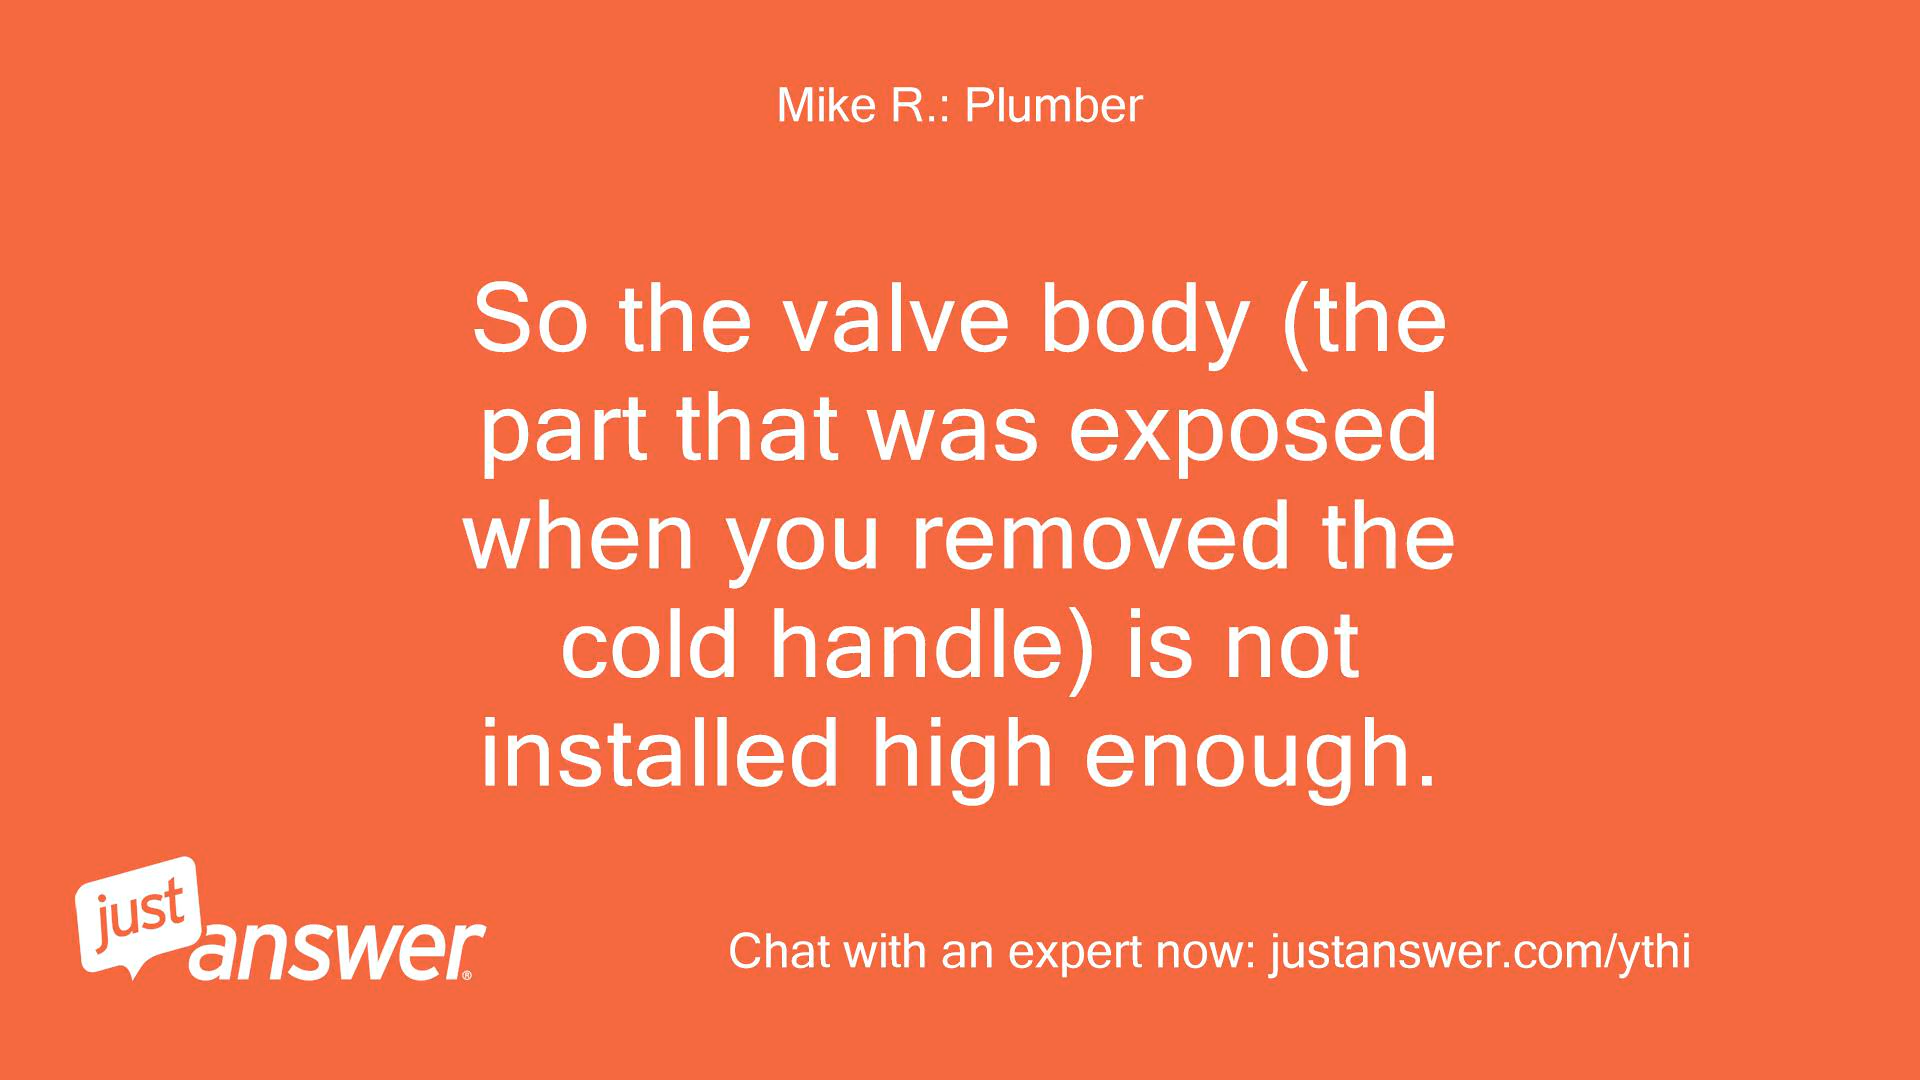 Mike R.: Plumber
So the valve body (the
part that was exposed
when you removed the
cold handle) is not
installed high enough.
just
answer®
Chat with an expert now: justanswer.com/ythi